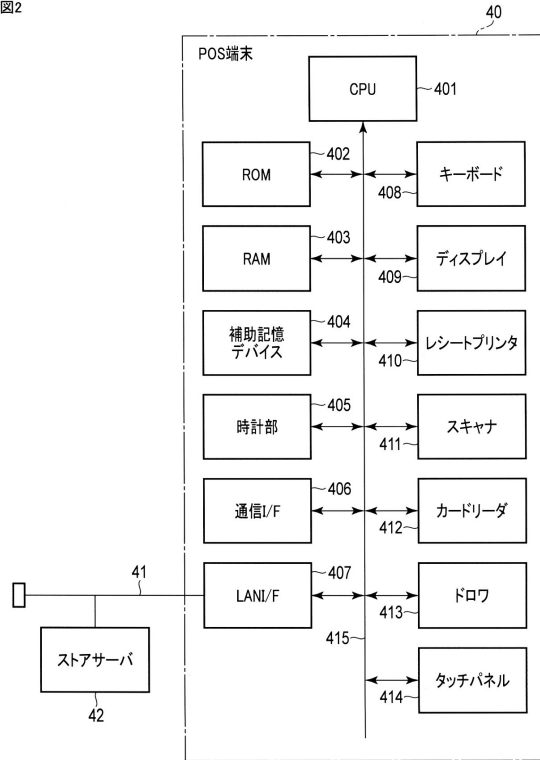 図2
40
POS端末
CPU
401
402
ROM
408
キーボード
403
RAM
409
ディスプレイ
404
補助記憶
デバイス
410
レシートプリンタ
405
時計部
411
スキャナ
406
通信I/F
412
カードリーダ
41
407
LANI/F
413
ドロワ
415
ストアサーバ
42
414
タッチパネル